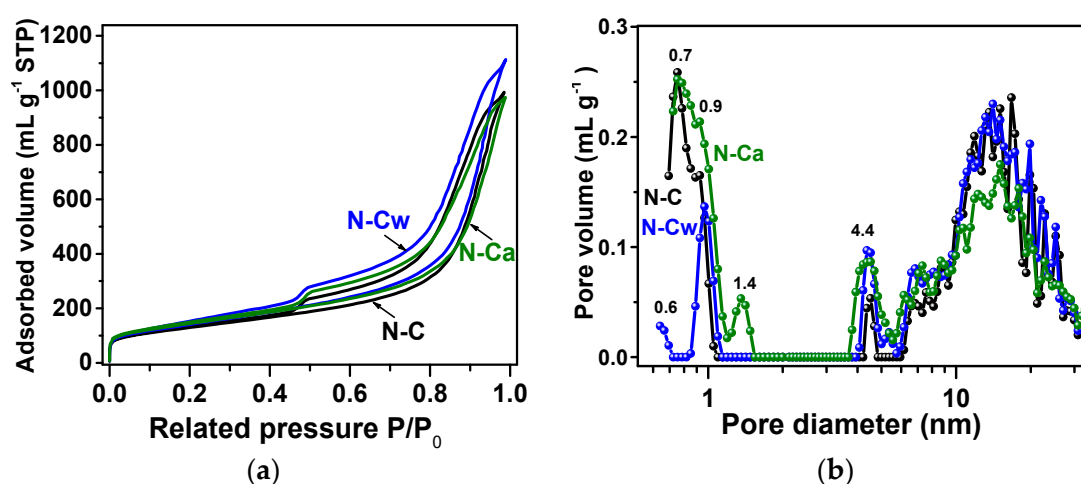 Adsorbed volume (mL g-1 STP)
1200
1000
800
600
400
200
0
N-Cw
N-Ca
N-C
0.0 0.2 0.4 0.6 0.8 1.0
Related pressure P/P0
(a)
Pore volume (mL g-1 )
0.3
0.2
0.1
0.0
0.7
0.9
N-Ca
N-C
N-Cw
0.6
1.4
4.4
1 10
Pore diameter (nm)
(b)